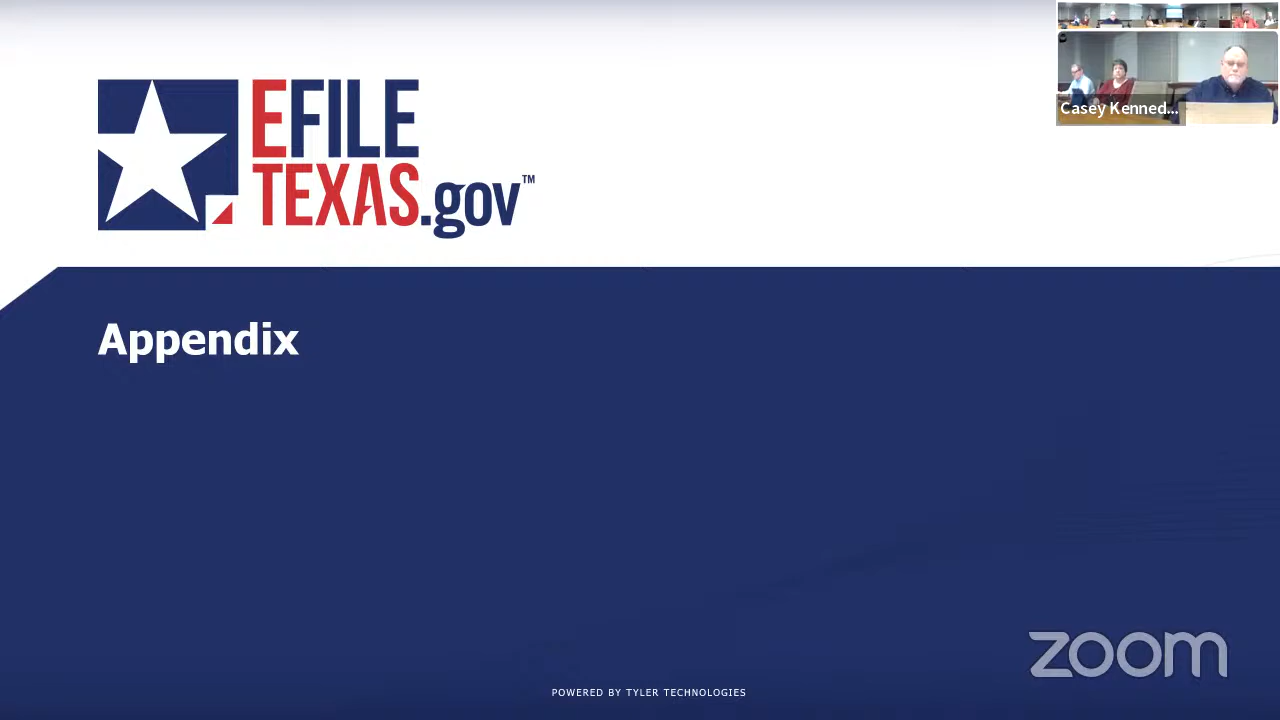 EFILE
TEXAS.gov™
Casey Kenned...
Appendix
zoom
POWERED BY TYLER TECHNOLOGIES